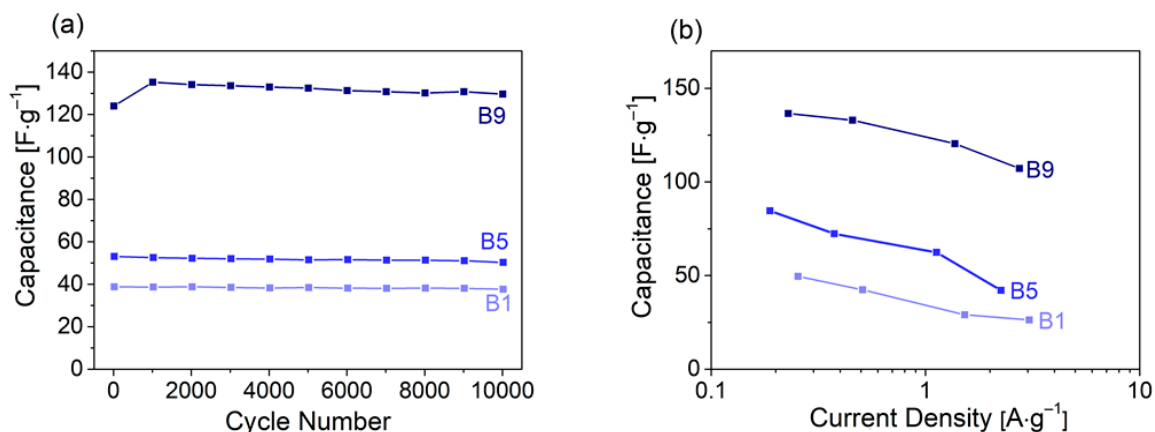 (a)
Capacitance [F·g⁻¹]
140
120
100
80
60
40
20
0
B9
B5
B1
0 2000 4000 6000 8000 10000
Cycle Number
(b)
Capacitance [F·g⁻¹]
150
100
50
0
B9
B5
B1
0.1 1 10
Current Density [A·g⁻¹]